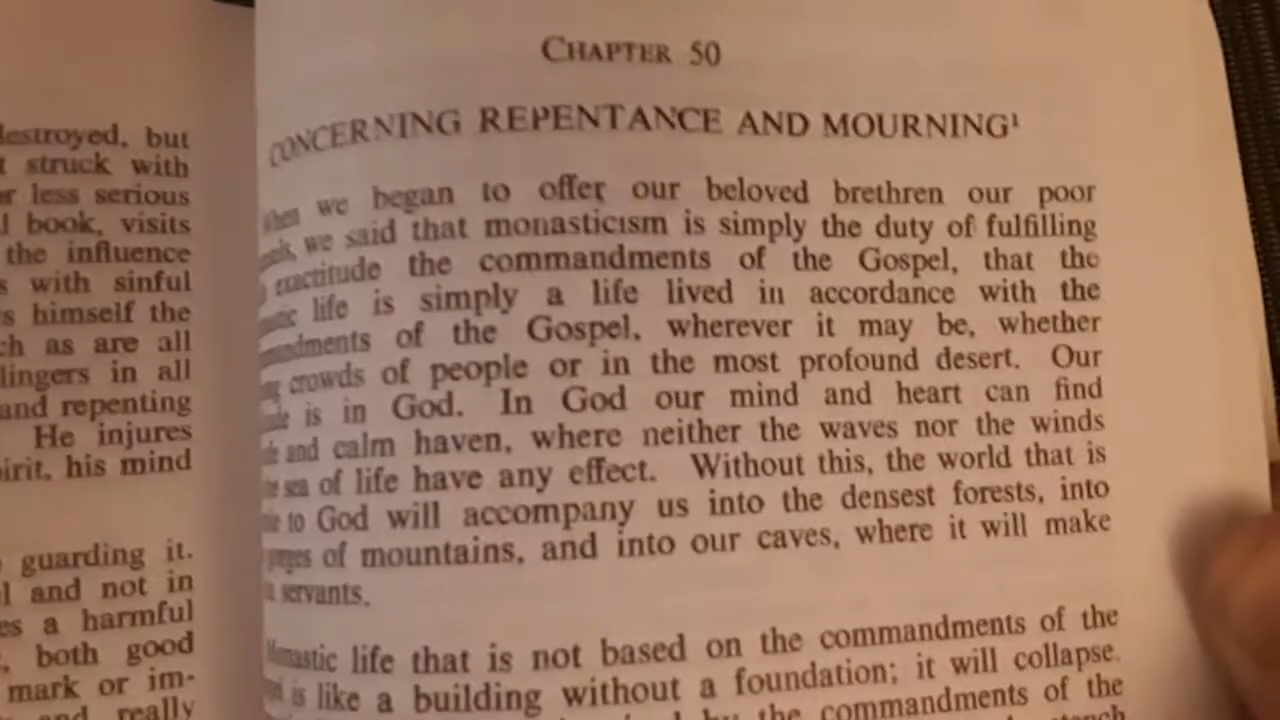 destroyed, but
struck with
less serious
book, visits
the influence
with sinful
himself the
as are all
lingers in all
and repenting
He injures
his mind
guarding it.
and not in
a harmful
both good
mark or im-
and really
CHAPTER 50
CONCERNING REPENTANCE AND MOURNING¹
When we began to offer our beloved brethren our poor
we said that monasticism is simply the duty of fulfilling
exactitude the commandments of the Gospel, that the
life is simply a life lived in accordance with the
of the Gospel, wherever it may be, whether
crowds of people or in the most profound desert. Our
is in God. In God our mind and heart can find
and calm haven, where neither the waves nor the winds
sea of life have any effect. Without this, the world that is
to God will accompany us into the densest forests, into
of mountains, and into our caves, where it will make
servants.
Monastic life that is not based on the commandments of the
is like a building without a foundation; it will collapse.
by the commandments of the